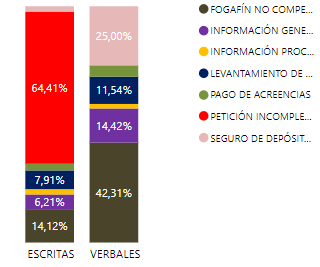 FOGAFÍN NO COMPE...
INFORMACIÓN GENE...
INFORMACIÓN PROC...
LEVANTAMIENTO DE ...
PAGO DE ACREENCIAS
PETICIÓN INCOMPLE...
SEGURO DE DEPÓSIT...
64,41%
7,91%
6,21%
14,12%
25,00%
11,54%
14,42%
42,31%
ESCRITAS VERBALES